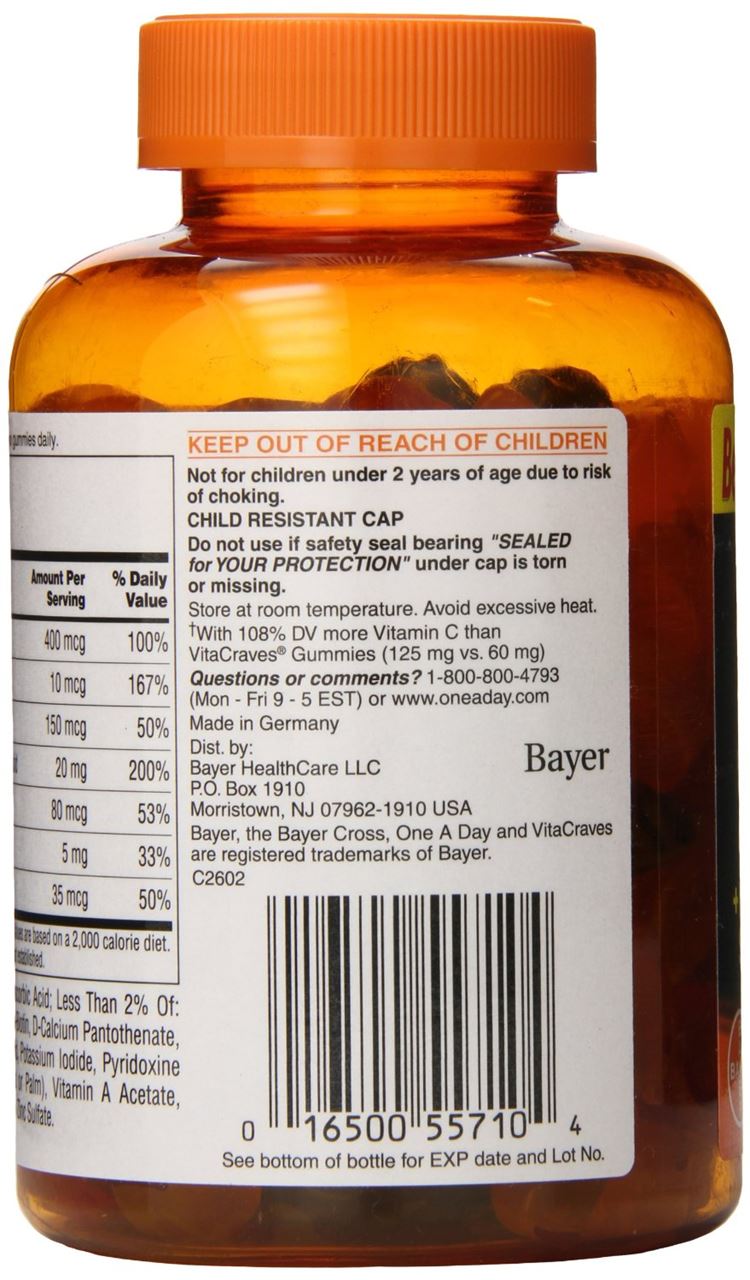 gummies daily.
Amount Per
Serving
% Daily
Value
400 mcg 100%
10 mcg 167%
150 mcg 50%
20 mg 200%
80 mcg 53%
5 mg 33%
35 mcg 50%
are based on a 2,000 calorie diet.
established.
Acid; Less Than 2% Of:
Biotin, D-Calcium Pantothenate,
Potassium Iodide, Pyridoxine
or Palm), Vitamin A Acetate,
Zinc Sulfate.
KEEP OUT OF REACH OF CHILDREN
Not for children under 2 years of age due to risk
of choking.
CHILD RESISTANT CAP
Do not use if safety seal bearing "SEALED
for YOUR PROTECTION" under cap is torn
or missing.
Store at room temperature. Avoid excessive heat.
†With 108% DV more Vitamin C than
VitaCraves® Gummies (125 mg vs. 60 mg)
Questions or comments? 1-800-800-4793
(Mon - Fri 9 - 5 EST) or www.oneaday.com
Made in Germany
Dist. by:
Bayer HealthCare LLC
P.O. Box 1910
Morristown, NJ 07962-1910 USA
Bayer
Bayer, the Bayer Cross, One A Day and VitaCraves
are registered trademarks of Bayer.
C2602
0 16500 55710 4
See bottom of bottle for EXP date and Lot No.